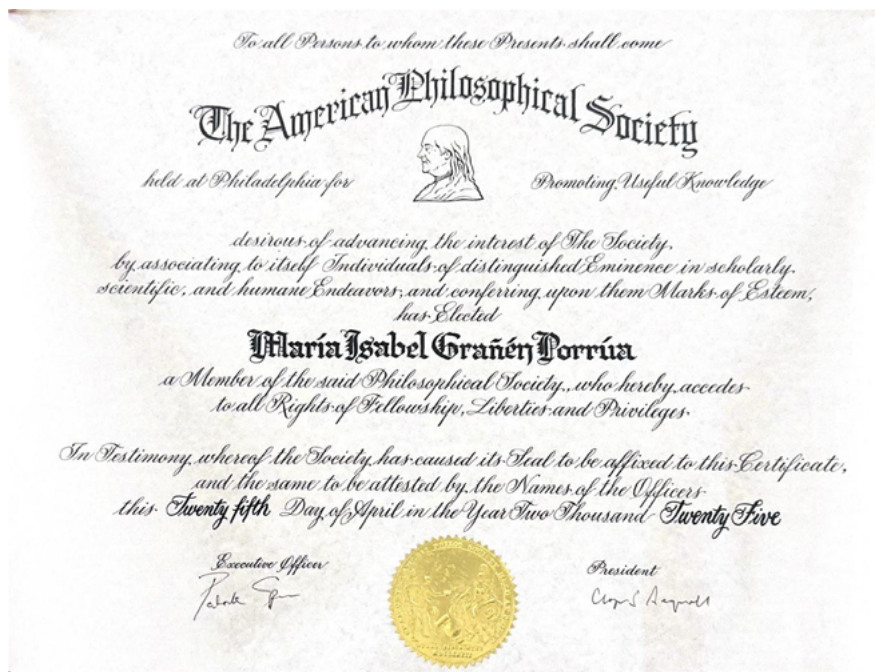 To all Persons to whom these Presents shall come
The American Philosophical Society
held at Philadelphia for Promoting Useful Knowledge
desirous of advancing the interest of The Society,
by associating to itself Individuals of distinguished Eminence in scholarly,
scientific, and humane Endeavors; and conferring upon them Marks of Esteem,
has Elected
María Isabel Grañén Porrúa
a Member of the said Philosophical Society, who hereby accedes
to all Rights of Fellowship, Liberties and Privileges
In Testimony whereof the Society has caused its Seal to be affixed to this Certificate,
and the same to be attested by the Names of the Officers
this Twenty fifth Day of April in the Year Two Thousand Twenty Five
Executive Officer
President